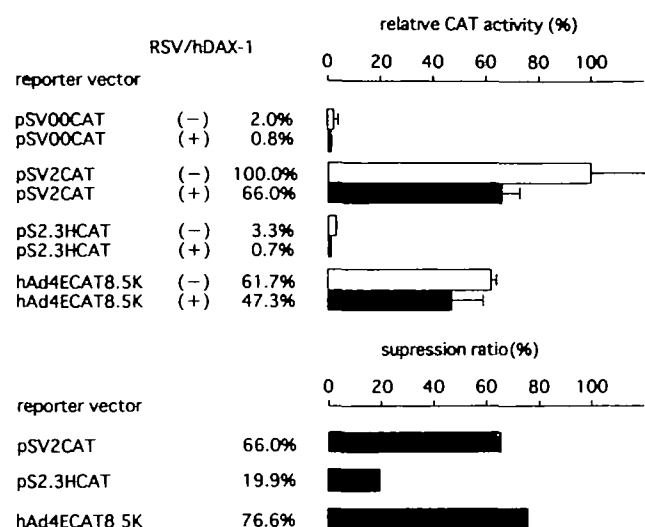 relative CAT activity (%)
RSV/hDAX-1
reporter vector
0 20 40 60 80 100
pSV00CAT (−) 2.0%
pSV00CAT (+) 0.8%
pSV2CAT (−) 100.0%
pSV2CAT (+) 66.0%
pS2.3HCAT (−) 3.3%
pS2.3HCAT (+) 0.7%
hAd4ECAT8.5K (−) 61.7%
hAd4ECAT8.5K (+) 47.3%
supression ratio(%)
0 20 40 60 80 100
reporter vector
pSV2CAT 66.0%
pS2.3HCAT 19.9%
hAd4ECAT8.5K 76.6%